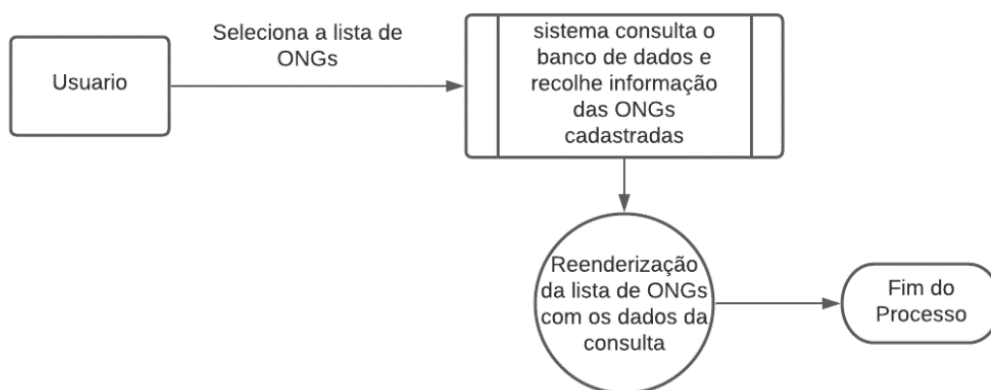 Usuario
Seleciona a lista de
ONGs
sistema consulta o
banco de dados e
recolhe informação
das ONGs
cadastradas
Reenderização
da lista de ONGs
com os dados da
consulta
Fim do
Processo